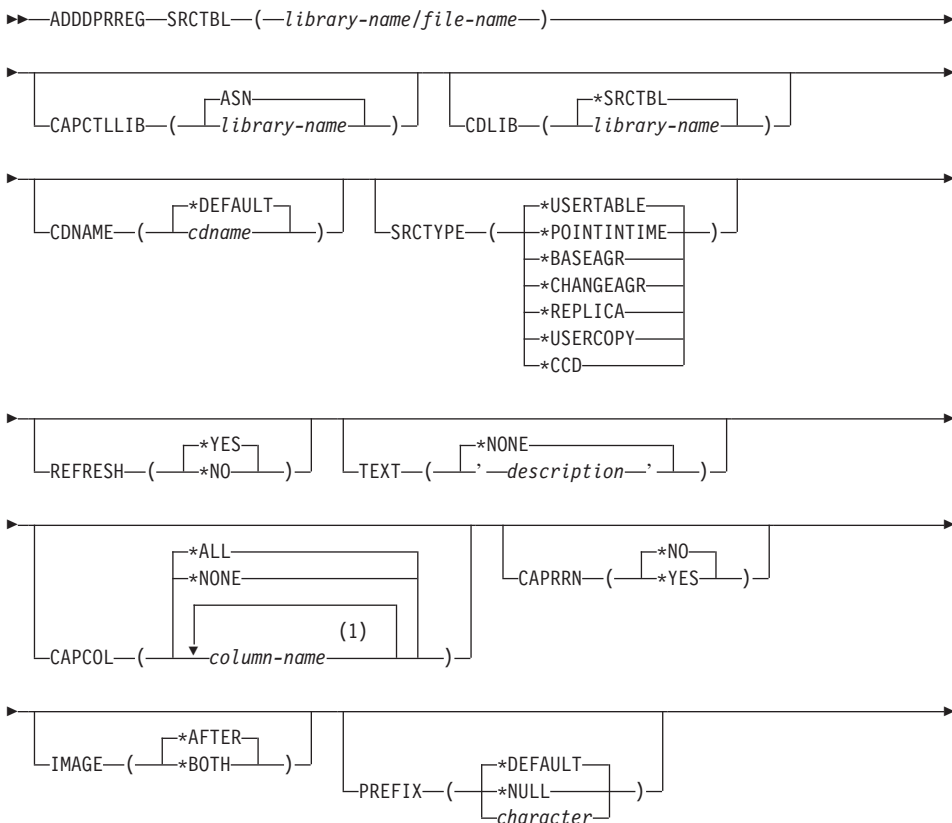 ADDDPRREG SRCTBL ( library-name/file-name )
CAPCTLLIB ( ASN library-name ) CDLIB ( *SRCTBL library-name )
CDNAME ( *DEFAULT cdname ) SRCTYPE ( *USERTABLE )
*POINTINTIME
*BASEAGR
*CHANGEAGR
*REPLICA
*USERCOPY
*CCD
REFRESH ( *YES *NO ) TEXT ( *NONE ' description ' )
CAPCOL ( *ALL
*NONE
(1)
column-name ) CAPRRN ( *NO *YES )
IMAGE ( *AFTER *BOTH ) PREFIX ( *DEFAULT
*NULL )
character